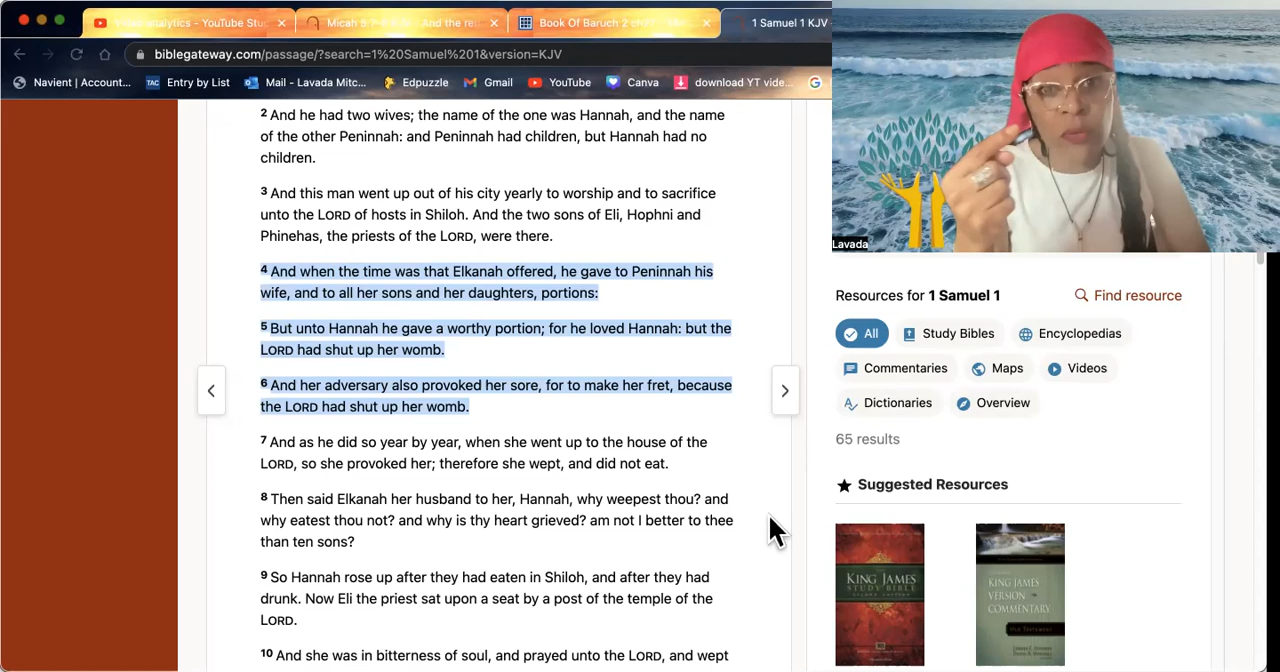 analytics - YouTube Stu
Micah 5:7
And the re
Book Of Baruch 2
1 Samuel 1 KJV
biblegateway.com/passage/?search=1%20Samuel%201&version=KJV
Navient | Account...
TAC
Entry by List
Mail - Lavada Mitc...
Edpuzzle
Gmail
YouTube
Canva
download YT vide...
G
2 And he had two wives; the name of the one was Hannah, and the name
of the other Peninnah: and Peninnah had children, but Hannah had no
children.
3 And this man went up out of his city yearly to worship and to sacrifice
unto the LORD of hosts in Shiloh. And the two sons of Eli, Hophni and
Phinehas, the priests of the LORD, were there.
4 And when the time was that Elkanah offered, he gave to Peninnah his
wife, and to all her sons and her daughters, portions:
5 But unto Hannah he gave a worthy portion; for he loved Hannah: but the
LORD had shut up her womb.
6 And her adversary also provoked her sore, for to make her fret, because
the LORD had shut up her womb.
7 And as he did so year by year, when she went up to the house of the
LORD, so she provoked her; therefore she wept, and did not eat.
8 Then said Elkanah her husband to her, Hannah, why weepest thou? and
why eatest thou not? and why is thy heart grieved? am not I better to thee
than ten sons?
9 So Hannah rose up after they had eaten in Shiloh, and after they had
drunk. Now Eli the priest sat upon a seat by a post of the temple of the
LORD.
10 And she was in bitterness of soul, and prayed unto the LORD, and wept
Lavada
Resources for 1 Samuel 1
Find resource
All
Study Bibles
Encyclopedias
Commentaries
Maps
Videos
Dictionaries
Overview
65 results
Suggested Resources
KING JAMES
STUDY BIBLE
SECOND EDITION
KING JAMES
VERSION
COMMENTARY
OLD TESTAMENT